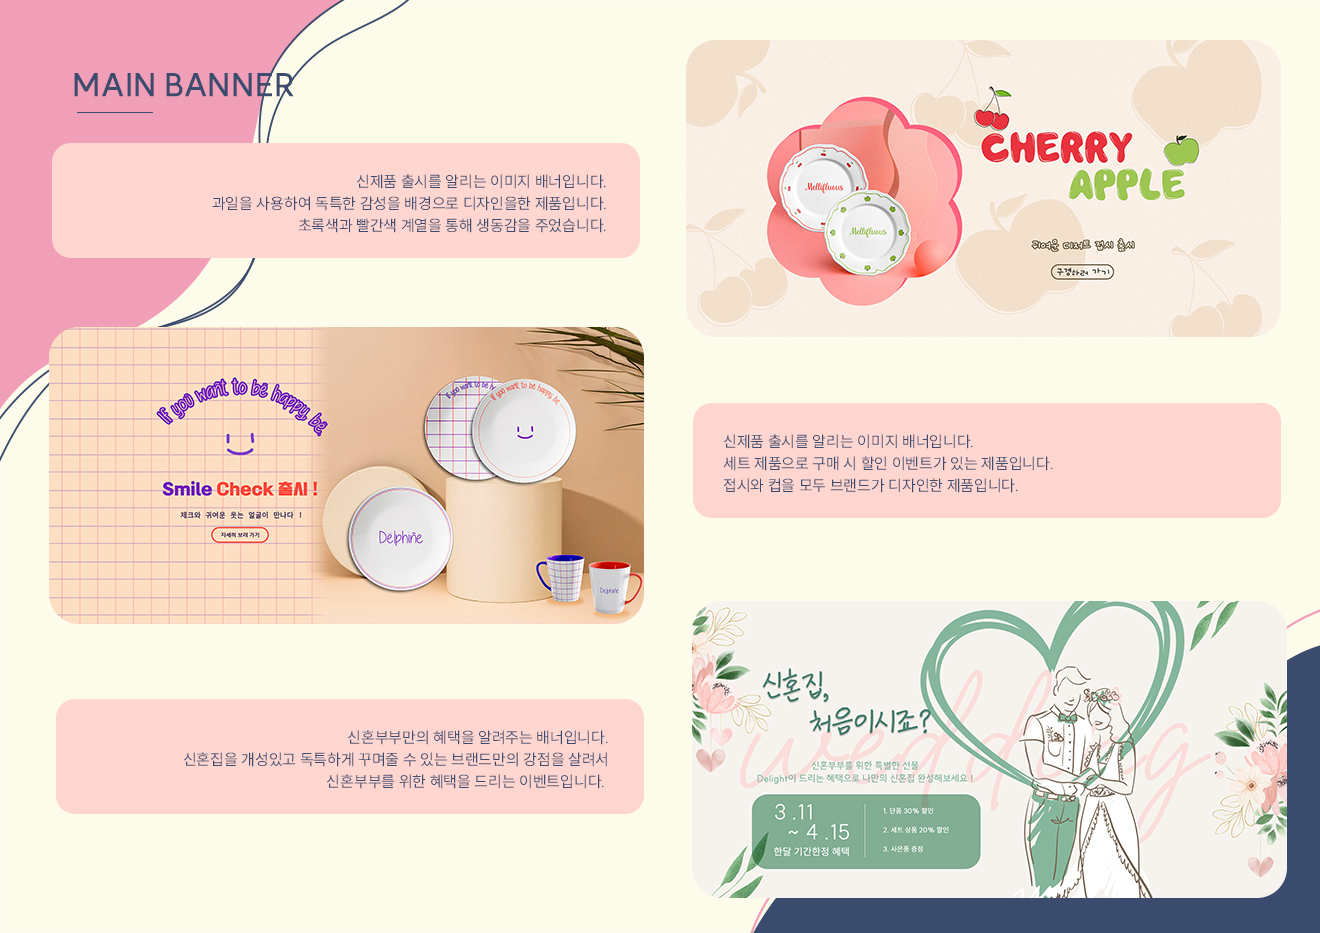 MAIN BANNER
신제품 출시를 알리는 이미지 배너입니다.
과일을 사용하여 독특한 감성을 배경으로 디자인을한 제품입니다.
초록색과 빨간색 계열을 통해 생동감을 주었습니다.
Mellifluous
Mellifluous
CHERRY
APPLE
귀여운 디저트 접시 출시
구경하러 가기
If you want to be happy, be
Smile Check 출시 !
체크와 귀여운 웃는 얼굴이 만나다 !
자세히 보러 가기
If you want to be h
If you want to be happy, be
Delphine
Delphine
신제품 출시를 알리는 이미지 배너입니다.
세트 제품으로 구매 시 할인 이벤트가 있는 제품입니다.
접시와 컵을 모두 브랜드가 디자인한 제품입니다.
신혼부부만의 혜택을 알려주는 배너입니다.
신혼집을 개성있고 독특하게 꾸며줄 수 있는 브랜드만의 강점을 살려서
신혼부부를 위한 혜택을 드리는 이벤트입니다.
wedding
신혼집,
처음이시죠?
신혼부부를 위한 특별한 선물
Delight이 드리는 혜택으로 나만의 신혼집 완성해보세요 !
3 .11
~ 4 .15
한달 기간한정 혜택
1. 단품 30% 할인
2. 세트 상품 20% 할인
3. 사은품 증정